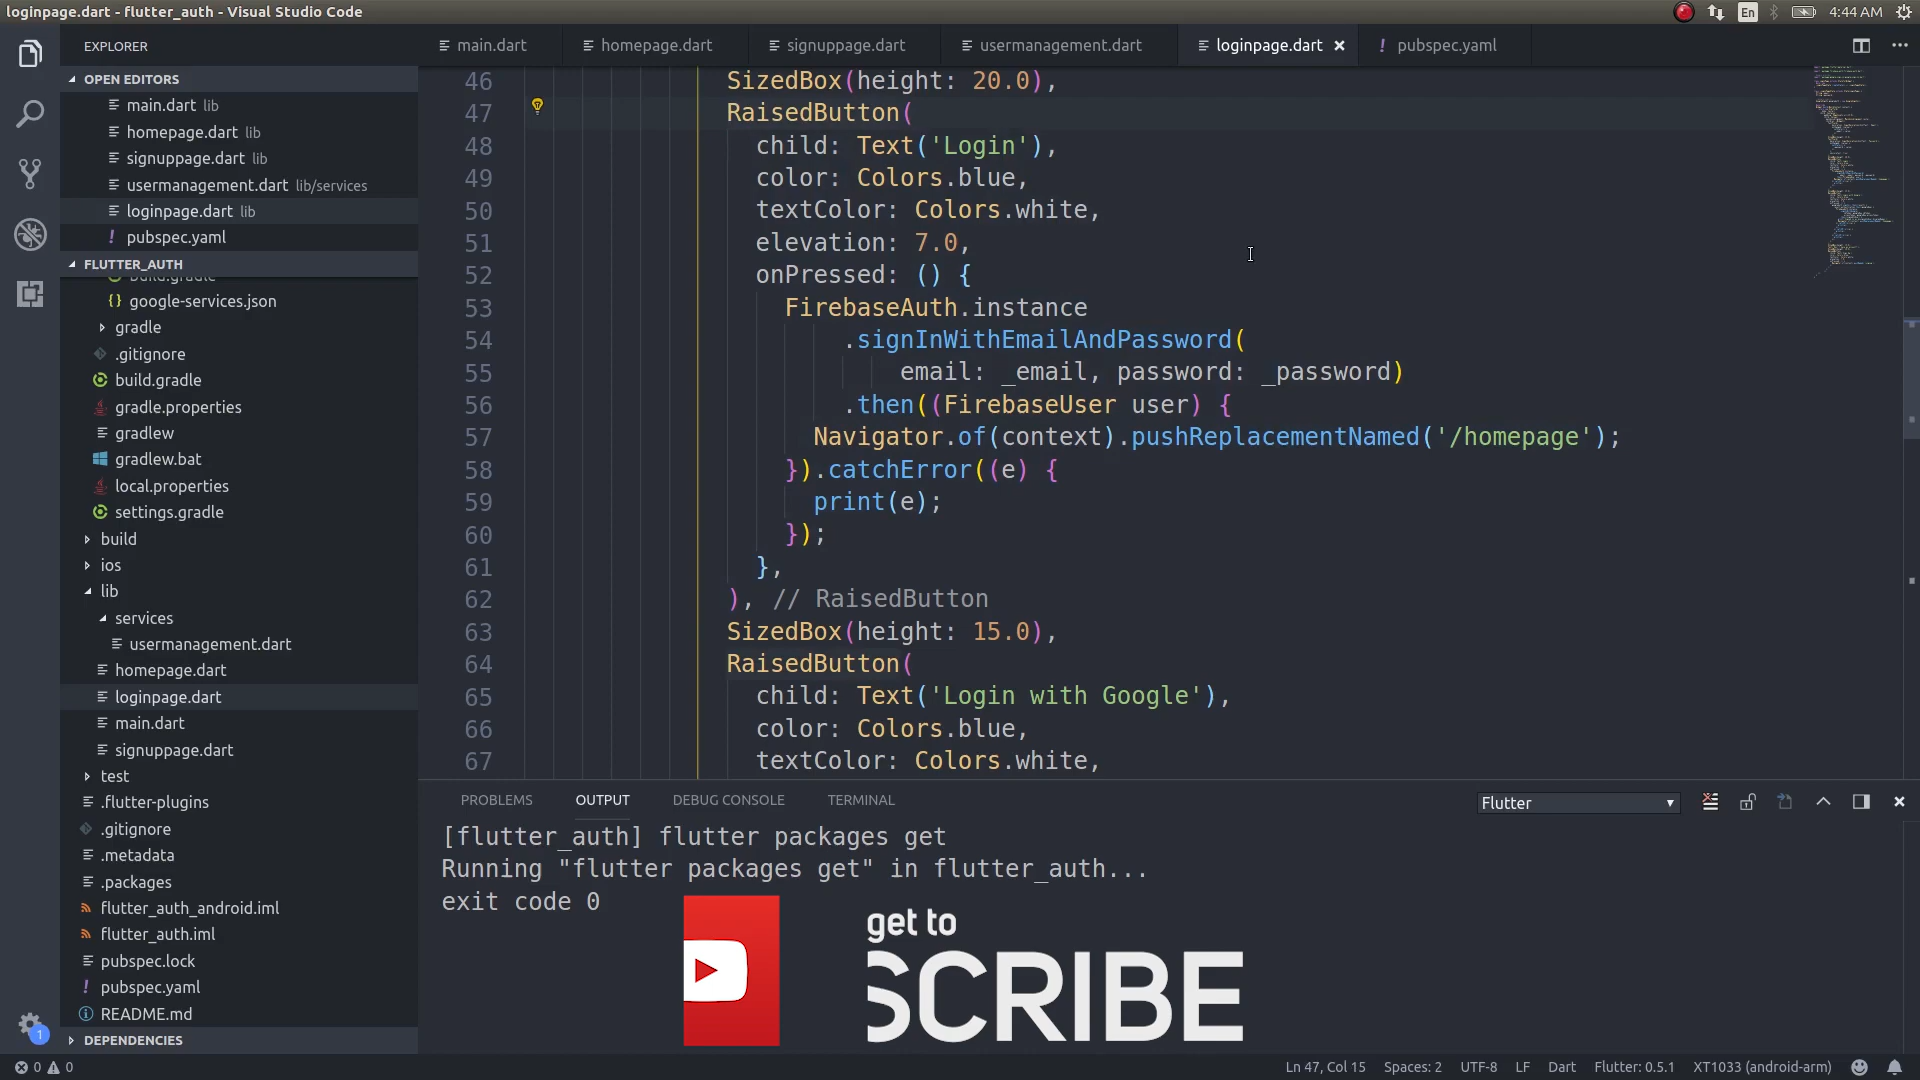 loginpage.dart - flutter_auth - Visual Studio Code
En
4:44 AM
EXPLORER
main.dart
homepage.dart
signuppage.dart
usermanagement.dart
loginpage.dart
! pubspec.yaml
OPEN EDITORS
main.dart lib
homepage.dart lib
signuppage.dart lib
usermanagement.dart lib/services
loginpage.dart lib
! pubspec.yaml
FLUTTER_AUTH
build.gradle
{} google-services.json
gradle
.gitignore
build.gradle
gradle.properties
gradlew
gradlew.bat
local.properties
settings.gradle
build
ios
lib
services
usermanagement.dart
homepage.dart
loginpage.dart
main.dart
signuppage.dart
test
.flutter-plugins
.gitignore
.metadata
.packages
flutter_auth_android.iml
flutter_auth.iml
pubspec.lock
! pubspec.yaml
README.md
DEPENDENCIES
1
46 SizedBox(height: 20.0),
47 RaisedButton(
48 child: Text('Login'),
49 color: Colors.blue,
50 textColor: Colors.white,
51 elevation: 7.0,
52 onPressed: () {
53 FirebaseAuth.instance
54 .signInWithEmailAndPassword(
55 email: _email, password: _password)
56 .then((FirebaseUser user) {
57 Navigator.of(context).pushReplacementNamed('/homepage');
58 }).catchError((e) {
59 print(e);
60 });
61 },
62 ), // RaisedButton
63 SizedBox(height: 15.0),
64 RaisedButton(
65 child: Text('Login with Google'),
66 color: Colors.blue,
67 textColor: Colors.white,
PROBLEMS OUTPUT DEBUG CONSOLE TERMINAL
Flutter
[flutter_auth] flutter packages get
Running "flutter packages get" in flutter_auth...
exit code 0
get to
SCRIBE
0 0
Ln 47, Col 15 Spaces: 2 UTF-8 LF Dart Flutter: 0.5.1 XT1033 (android-arm)